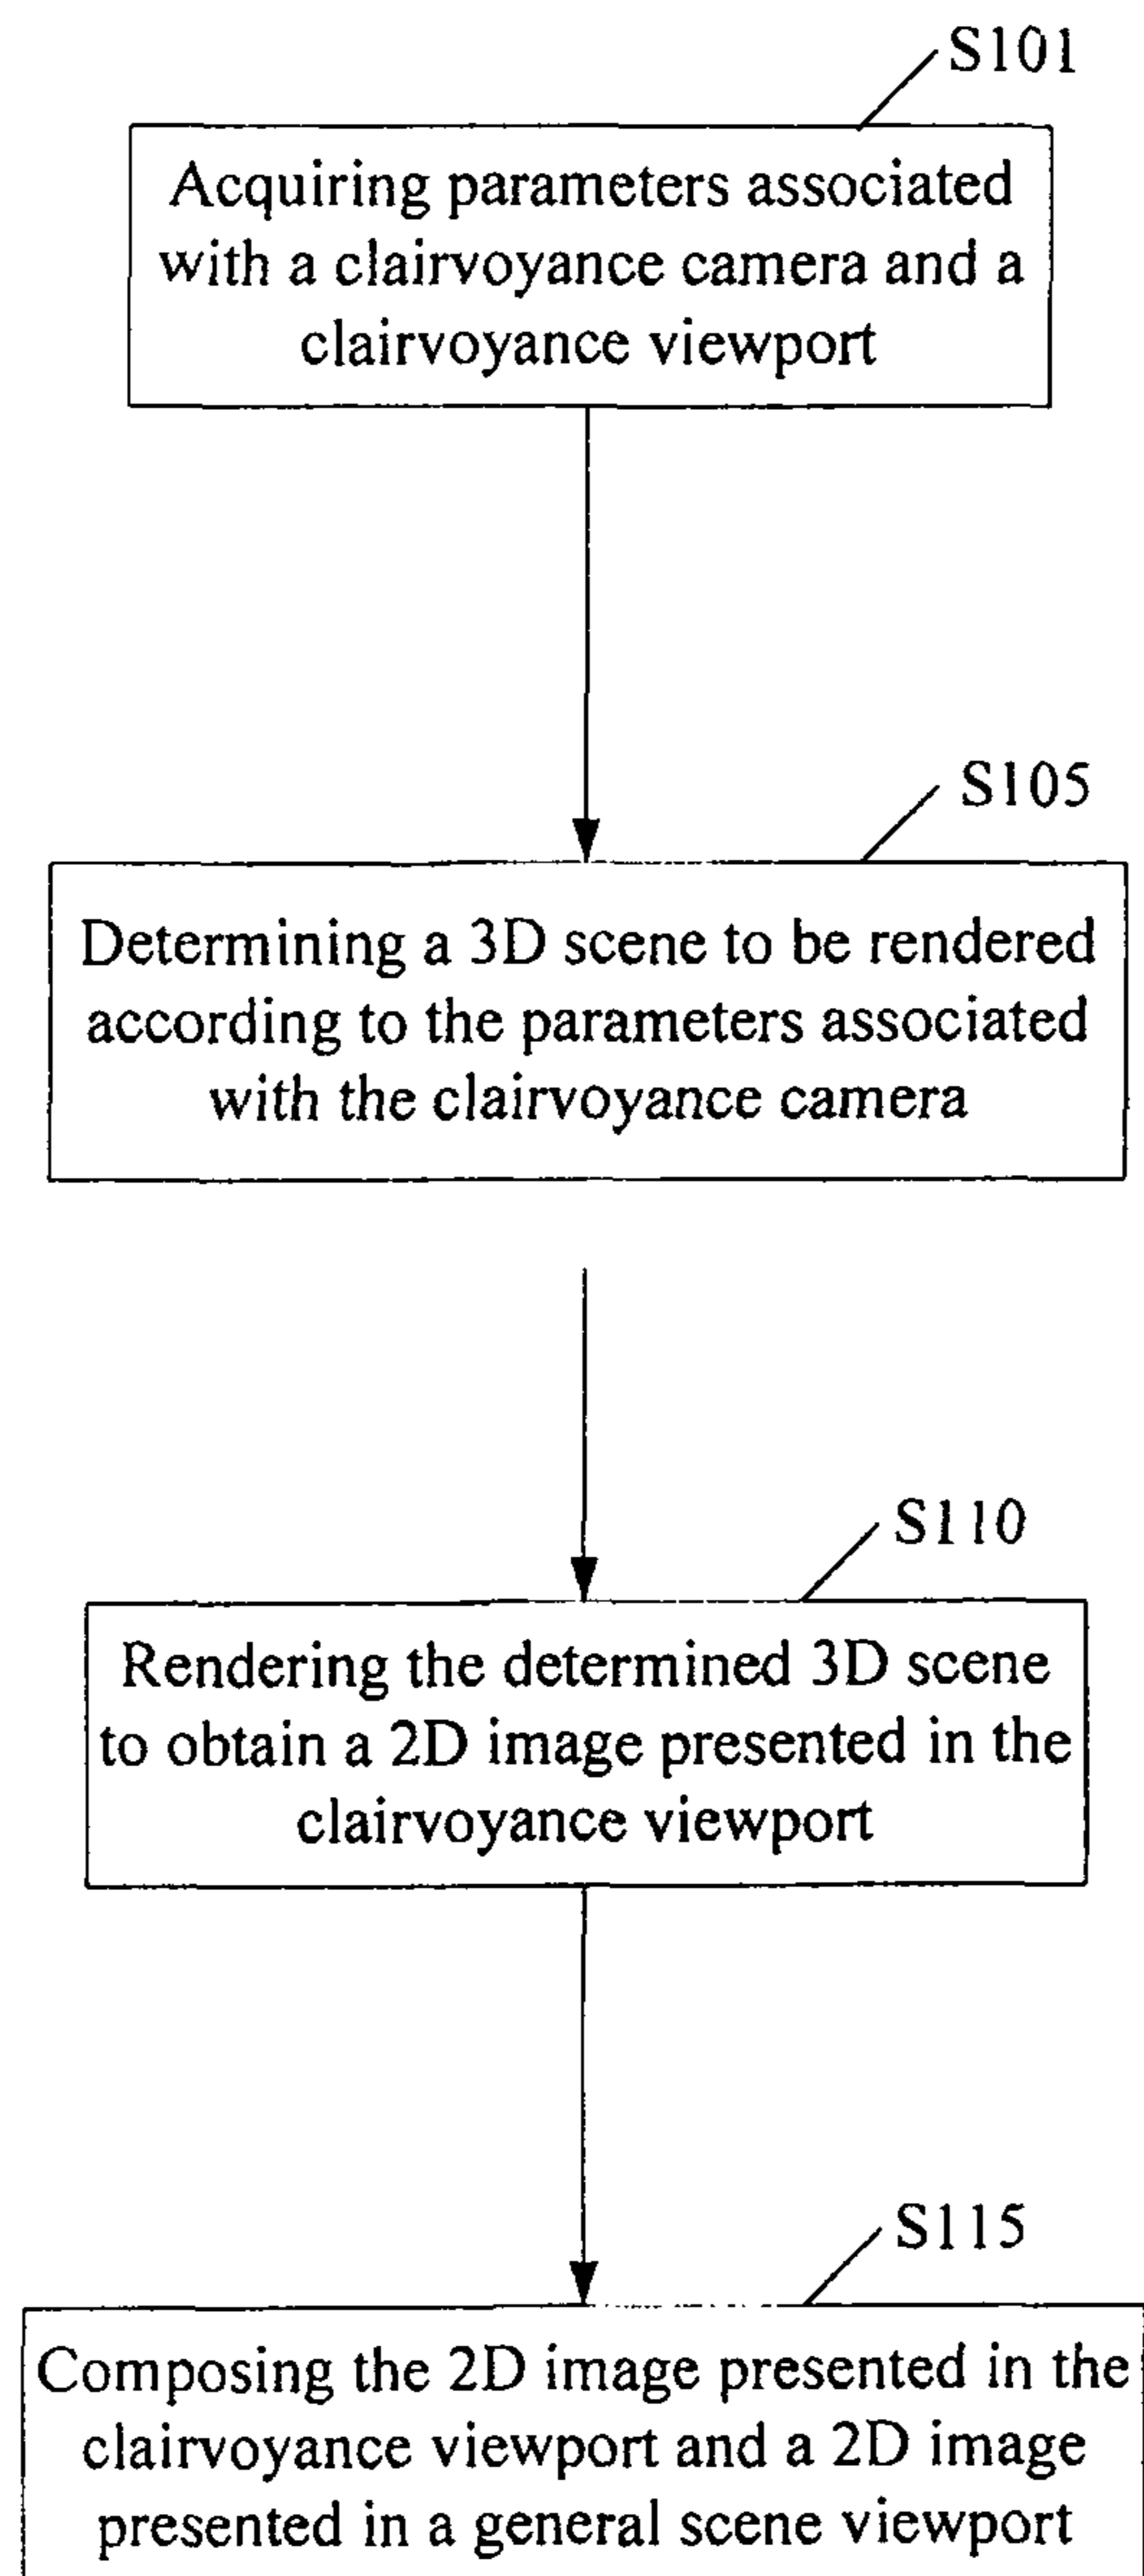 S101
Acquiring parameters associated
with a clairvoyance camera and a
clairvoyance viewport
S105
Determining a 3D scene to be rendered
according to the parameters associated
with the clairvoyance camera
S110
Rendering the determined 3D scene
to obtain a 2D image presented in the
clairvoyance viewport
S115
Composing the 2D image presented in the
clairvoyance viewport and a 2D image
presented in a general scene viewport